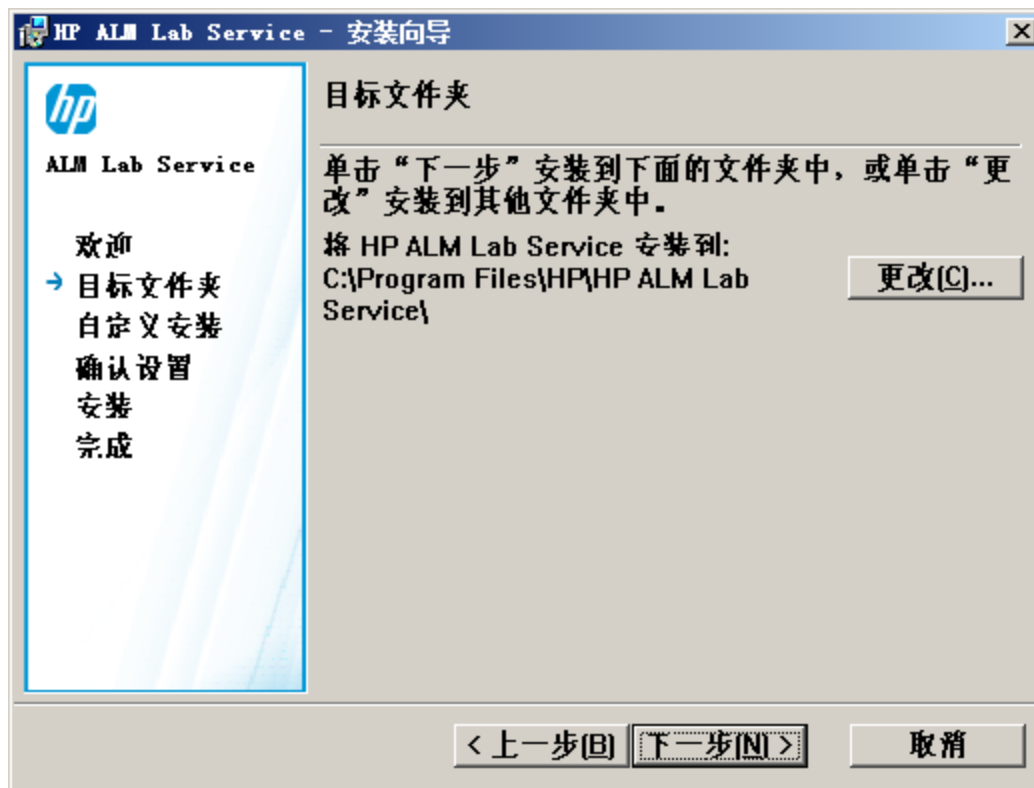 HP ALM Lab Service - 安装向导
hp
ALM Lab Service
欢迎
目标文件夹
自定义安装
确认设置
安装
完成
目标文件夹
单击“下一步”安装到下面的文件夹中，或单击“更
改”安装到其他文件夹中。
将 HP ALM Lab Service 安装到:
C:\Program Files\HP\HP ALM Lab
Service\
更改(C)...
< 上一步(B)
下一步(N) >
取消